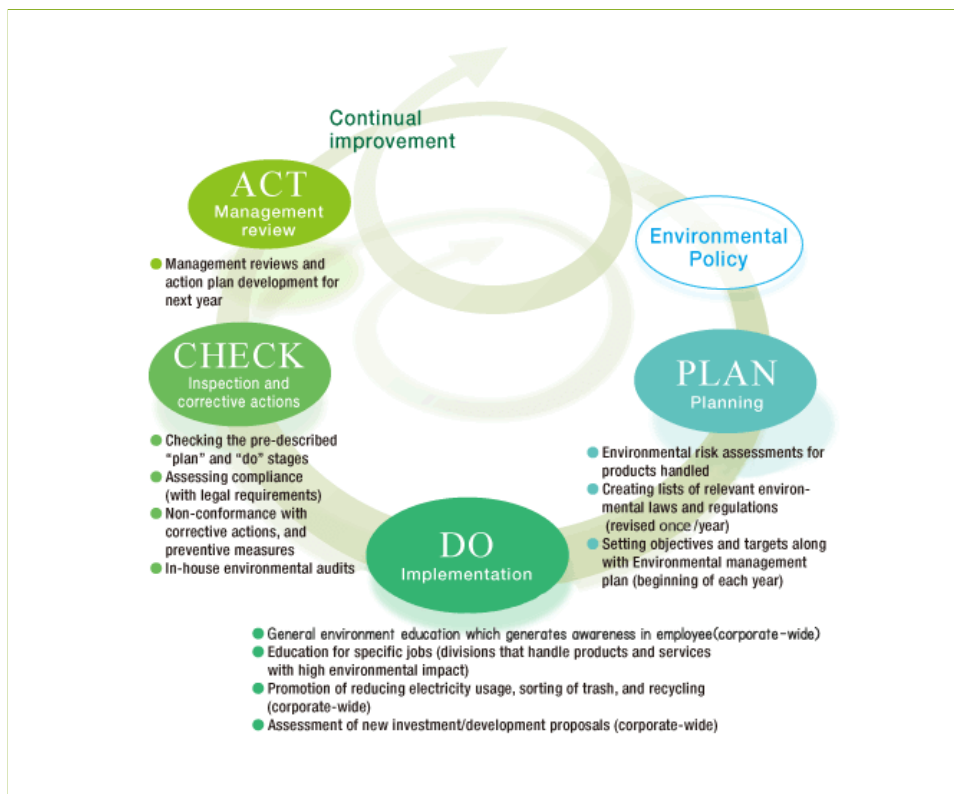 Continual
improvement
ACT
Management
review
● Management reviews and
action plan development for
next year
Environmental
Policy
CHECK
Inspection and
corrective actions
● Checking the pre-described
“plan” and “do” stages
● Assessing compliance
(with legal requirements)
● Non-conformance with
corrective actions, and
preventive measures
● In-house environmental audits
PLAN
Planning
● Environmental risk assessments for
products handled
● Creating lists of relevant environ-
mental laws and regulations
(revised once /year)
● Setting objectives and targets along
with Environmental management
plan (beginning of each year)
DO
Implementation
● General environment education which generates awareness in employee(corporate-wide)
● Education for specific jobs (divisions that handle products and services
with high environmental impact)
● Promotion of reducing electricity usage, sorting of trash, and recycling
(corporate-wide)
● Assessment of new investment/development proposals (corporate-wide)